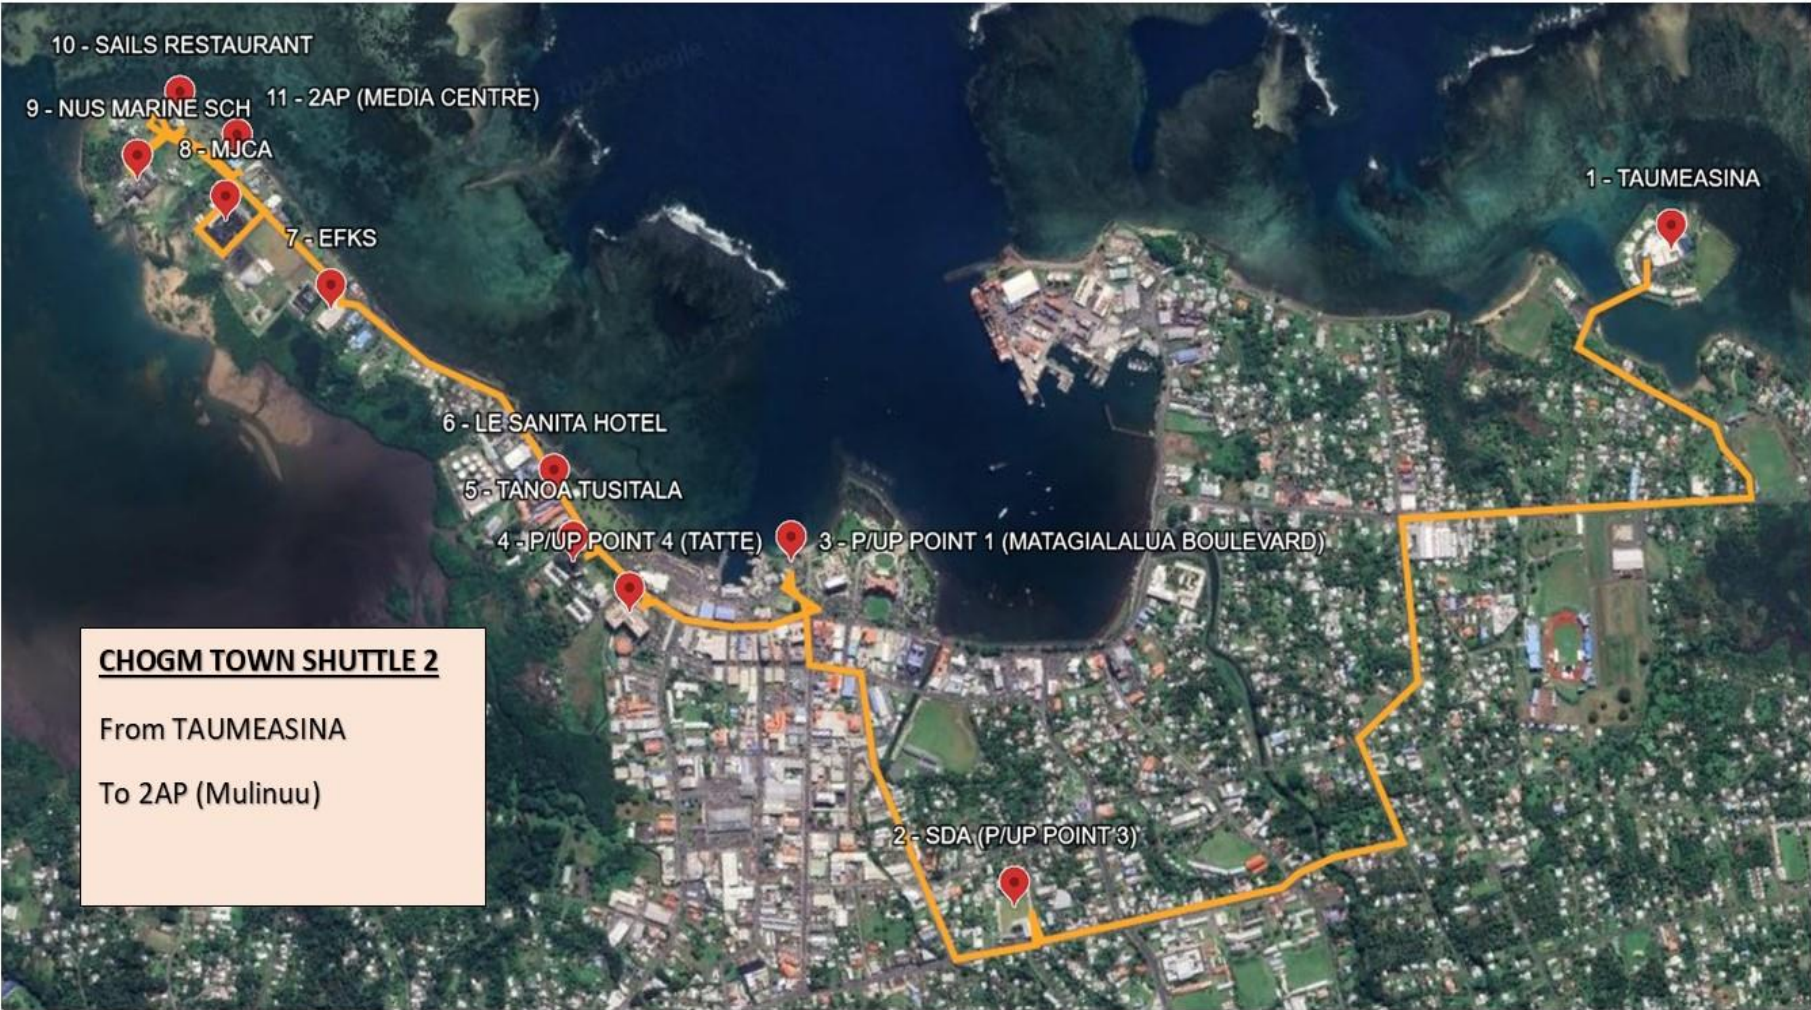 10 - SAILS RESTAURANT
9 - NUS MARINE SCH
11 - 2AP (MEDIA CENTRE)
8 - MJCA
1 - TAUMEASINA
7 - EFKS
6 - LE SANITA HOTEL
5 - TANOA TUSITALA
4 - P/UP POINT 4 (TATTE)
3 - P/UP POINT 1 (MATAGIALALUA BOULEVARD)
2 - SDA (P/UP POINT 3)
CHOGM TOWN SHUTTLE 2
From TAUMEASINA
To 2AP (Mulinuu)